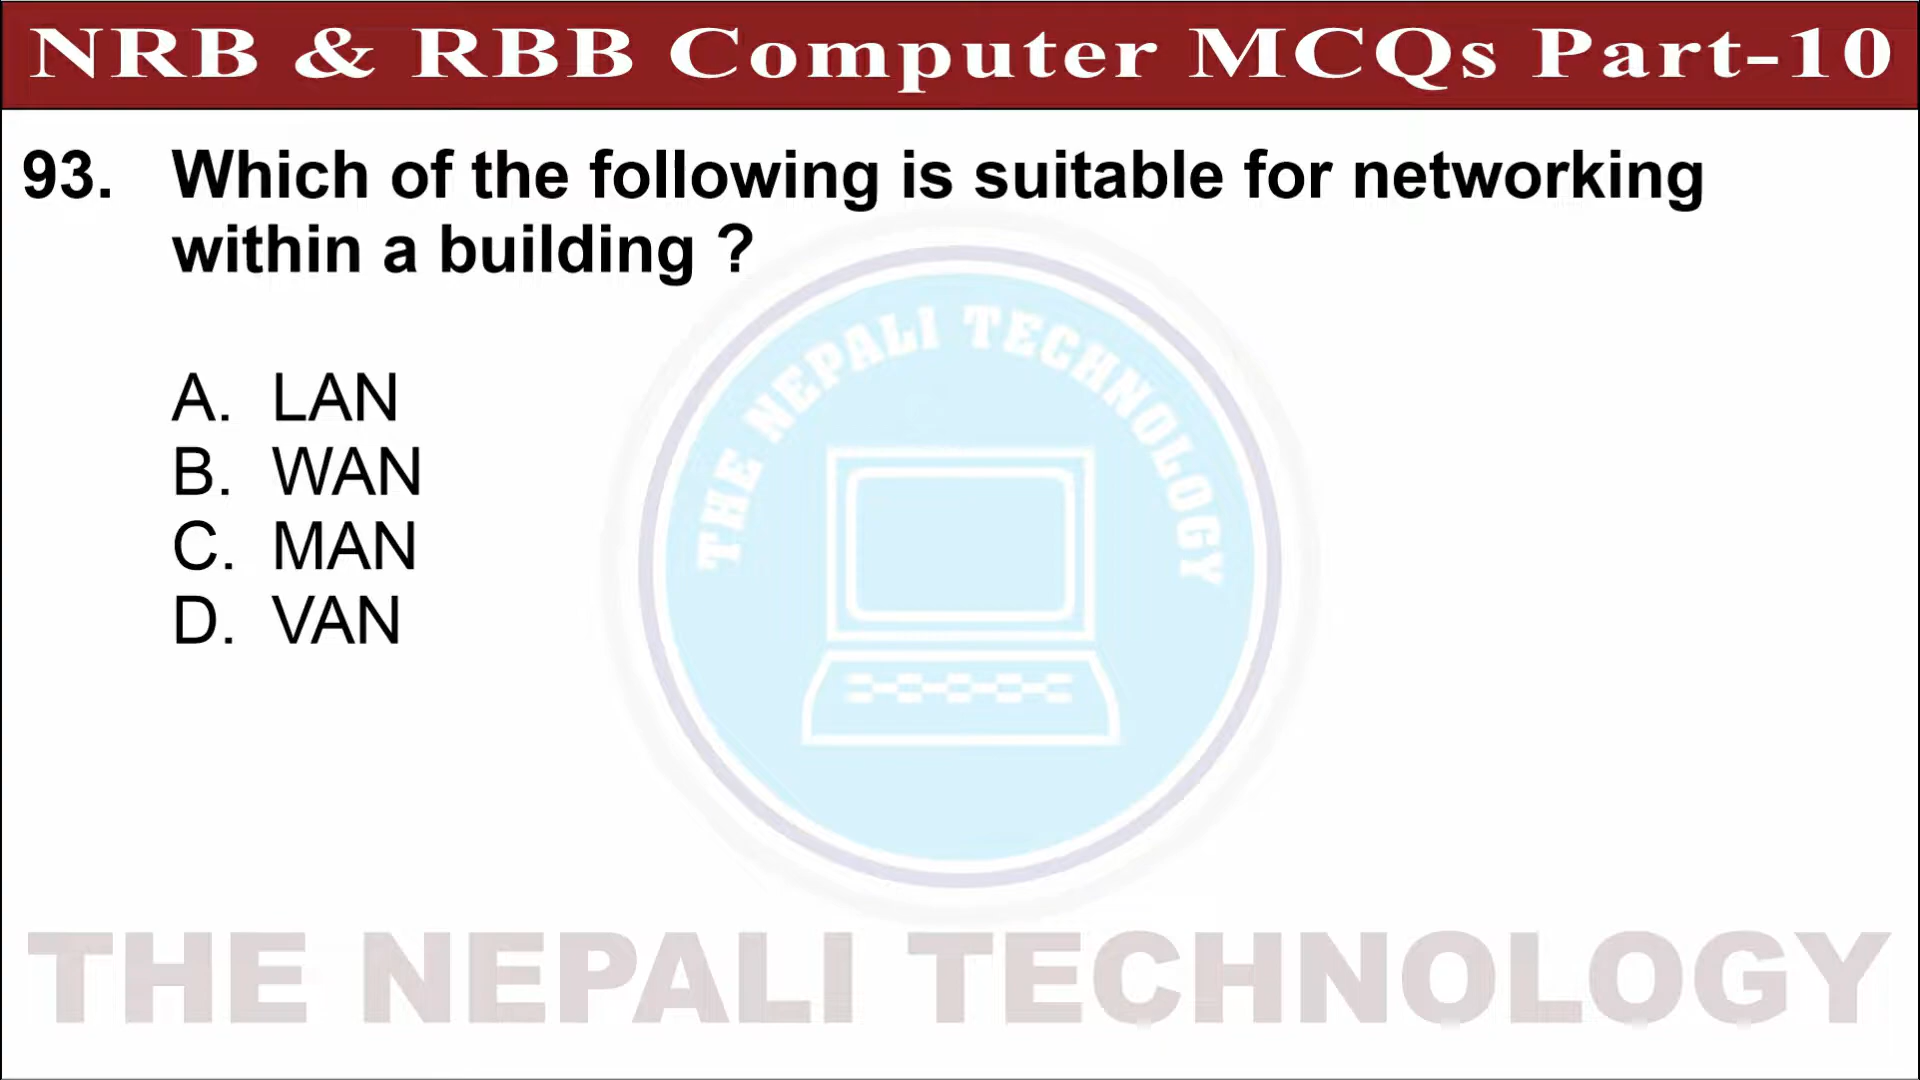 NRB & RBB Computer MCQs Part-10
93. Which of the following is suitable for networking
within a building ?
THE NEPALI TECHNOLOGY
A. LAN
B. WAN
C. MAN
D. VAN
THE NEPALI TECHNOLOGY